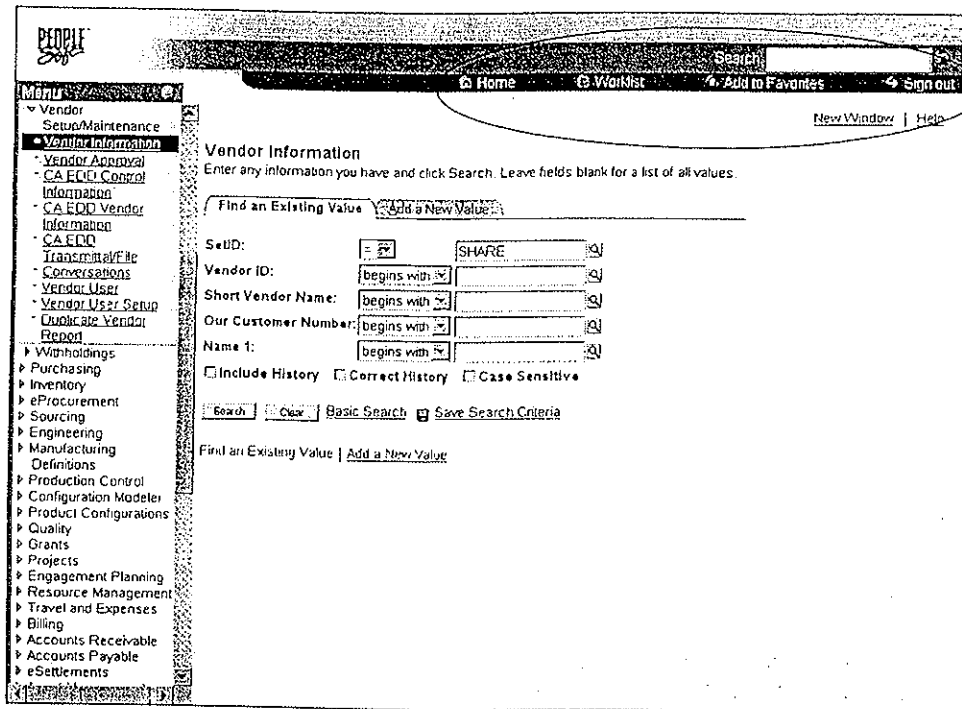 PEOPLE
Soft
Search
Home
Worklist
Add to Favorites
Sign out
Menu
Vendor
Setup/Maintenance
Vendor Information
Vendor Approval
CA EDD Control
Information
CA EDD Vendor
Information
CA EDD
Transmittal/File
Conversations
Vendor User
Vendor User Setup
Duplicate Vendor
Report
Withholdings
Purchasing
Inventory
eProcurement
Sourcing
Engineering
Manufacturing
Definitions
Production Control
Configuration Modeler
Product Configurations
Quality
Grants
Projects
Engagement Planning
Resource Management
Travel and Expenses
Billing
Accounts Receivable
Accounts Payable
eSettlements
New Window | Help
Vendor Information
Enter any information you have and click Search. Leave fields blank for a list of all values.
Find an Existing Value
Add a New Value
SetID: = SHARE
Vendor ID: begins with
Short Vendor Name: begins with
Our Customer Number: begins with
Name 1: begins with
Include History Correct History Case Sensitive
Search Clear Basic Search Save Search Criteria
Find an Existing Value | Add a New Value